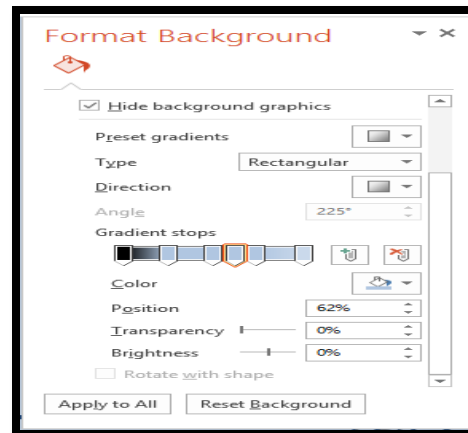 Format Background
Hide background graphics
Preset gradients
Type Rectangular
Direction
Angle 225°
Gradient stops
Color
Position 62%
Transparency 0%
Brightness 0%
Rotate with shape
Apply to All Reset Background